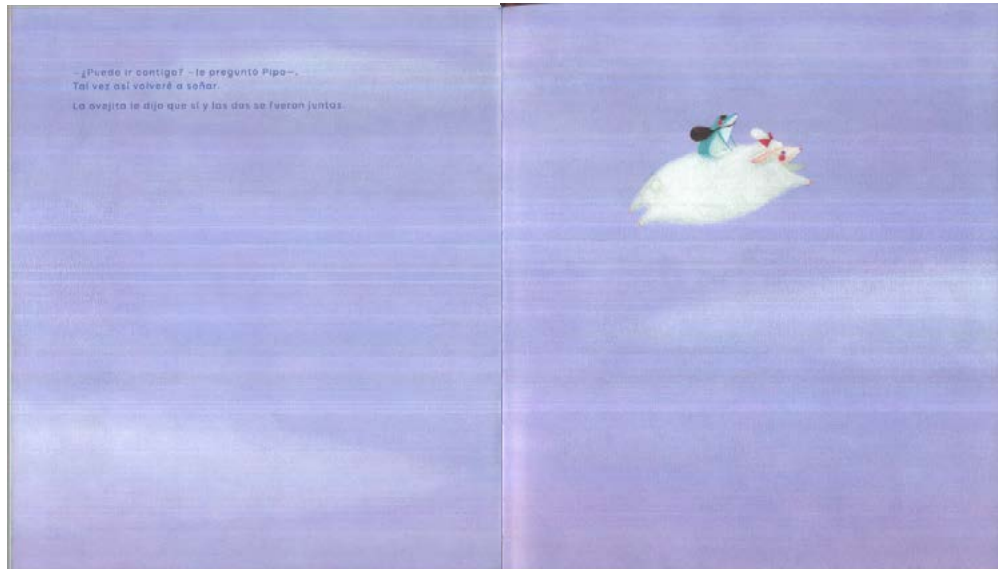 –¿Puedo ir contigo? –le preguntó Pipo–.
Tal vez así volveré a soñar.
La ovejita le dijo que sí y las dos se fueron juntas.